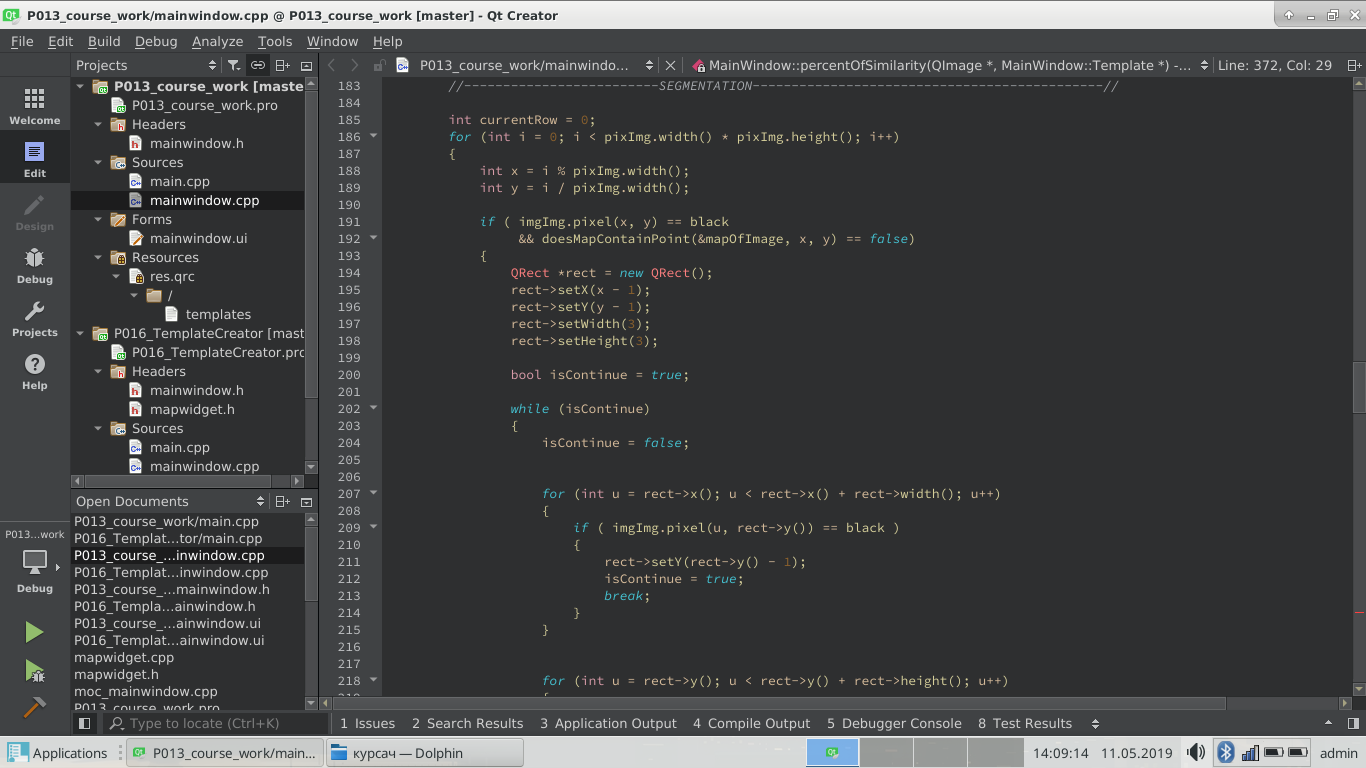 P013_course_work/mainwindow.cpp @ P013_course_work [master] - Qt Creator
File Edit Build Debug Analyze Tools Window Help
Projects
P013_course_work/mainwindo...
MainWindow::percentOfSimilarity(QImage *, MainWindow::Template *) -...
Line: 372, Col: 29
Welcome
Edit
Design
Debug
Projects
Help
P013...work
Debug
P013_course_work [maste
P013_course_work.pro
Headers
mainwindow.h
Sources
main.cpp
mainwindow.cpp
Forms
mainwindow.ui
Resources
res.qrc
/
templates
P016_TemplateCreator [mast
P016_TemplateCreator.pro
Headers
mainwindow.h
mapwidget.h
Sources
main.cpp
mainwindow.cpp
Open Documents
P013_course_work/main.cpp
P016_Templat...tor/main.cpp
P013_course_...inwindow.cpp
P016_Templat...inwindow.cpp
P013_course_...mainwindow.h
P016_Templa...ainwindow.h
P013_course_...ainwindow.ui
P016_Templat...ainwindow.ui
mapwidget.cpp
mapwidget.h
moc_mainwindow.cpp
P013_course_work.pro
183 //-------------------------SEGMENTATION---------------------------------------------//
184
185 int currentRow = 0;
186 for (int i = 0; i < pixImg.width() * pixImg.height(); i++)
187 {
188 int x = i % pixImg.width();
189 int y = i / pixImg.width();
190
191 if ( imgImg.pixel(x, y) == black
192 && doesMapContainPoint(&mapOfImage, x, y) == false)
193 {
194 QRect *rect = new QRect();
195 rect->setX(x - 1);
196 rect->setY(y - 1);
197 rect->setWidth(3);
198 rect->setHeight(3);
199
200 bool isContinue = true;
201
202 while (isContinue)
203 {
204 isContinue = false;
205
206
207 for (int u = rect->x(); u < rect->x() + rect->width(); u++)
208 {
209 if ( imgImg.pixel(u, rect->y()) == black )
210 {
211 rect->setY(rect->y() - 1);
212 isContinue = true;
213 break;
214 }
215 }
216
217
218 for (int u = rect->y(); u < rect->y() + rect->height(); u++)
219 {
Type to locate (Ctrl+K)
1 Issues 2 Search Results 3 Application Output 4 Compile Output 5 Debugger Console 8 Test Results
Applications
P013_course_work/main...
курсач — Dolphin
14:09:14 11.05.2019
admin